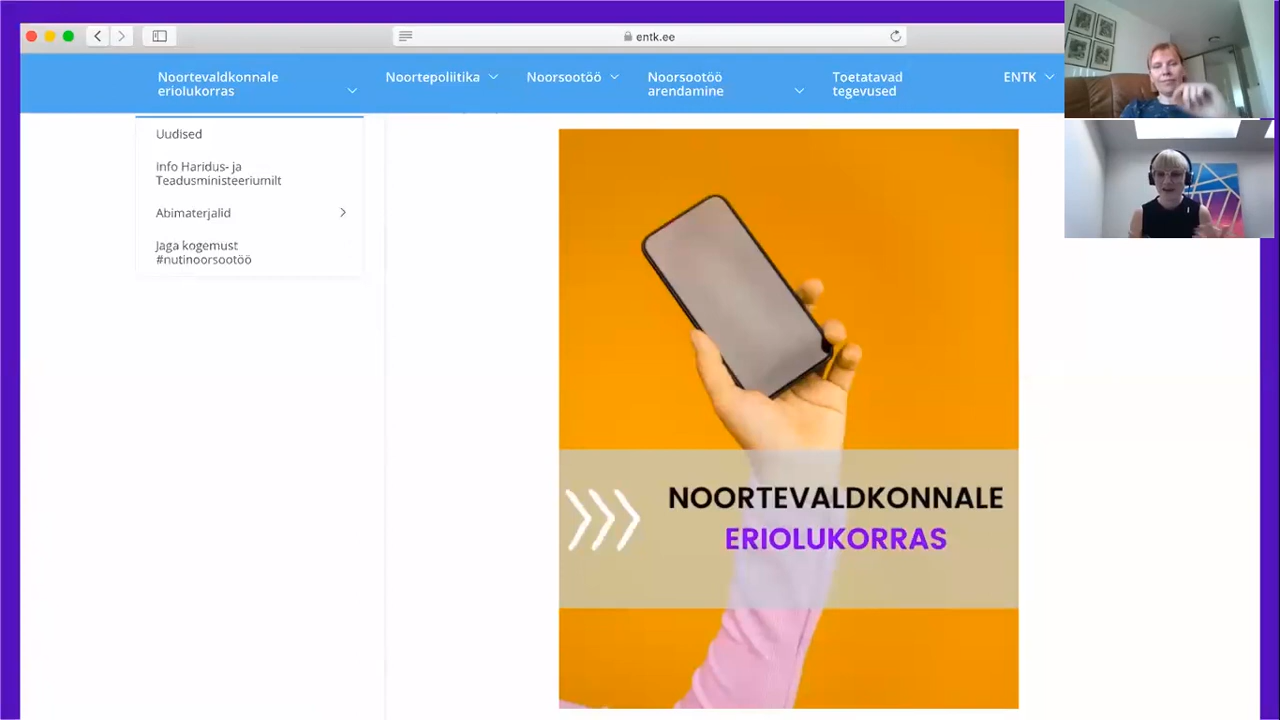 entk.ee
Noortevaldkonnale
eriolukorras
Noortepoliitika
Noorsootöö
Noorsootöö
arendamine
Toetatavad
tegevused
ENTK
Uudised
Info Haridus- ja
Teadusministeeriumilt
Abimaterjalid
Jaga kogemust
#nutinoorsootöö
NOORTEVALDKONNALE
ERIOLUKORRAS